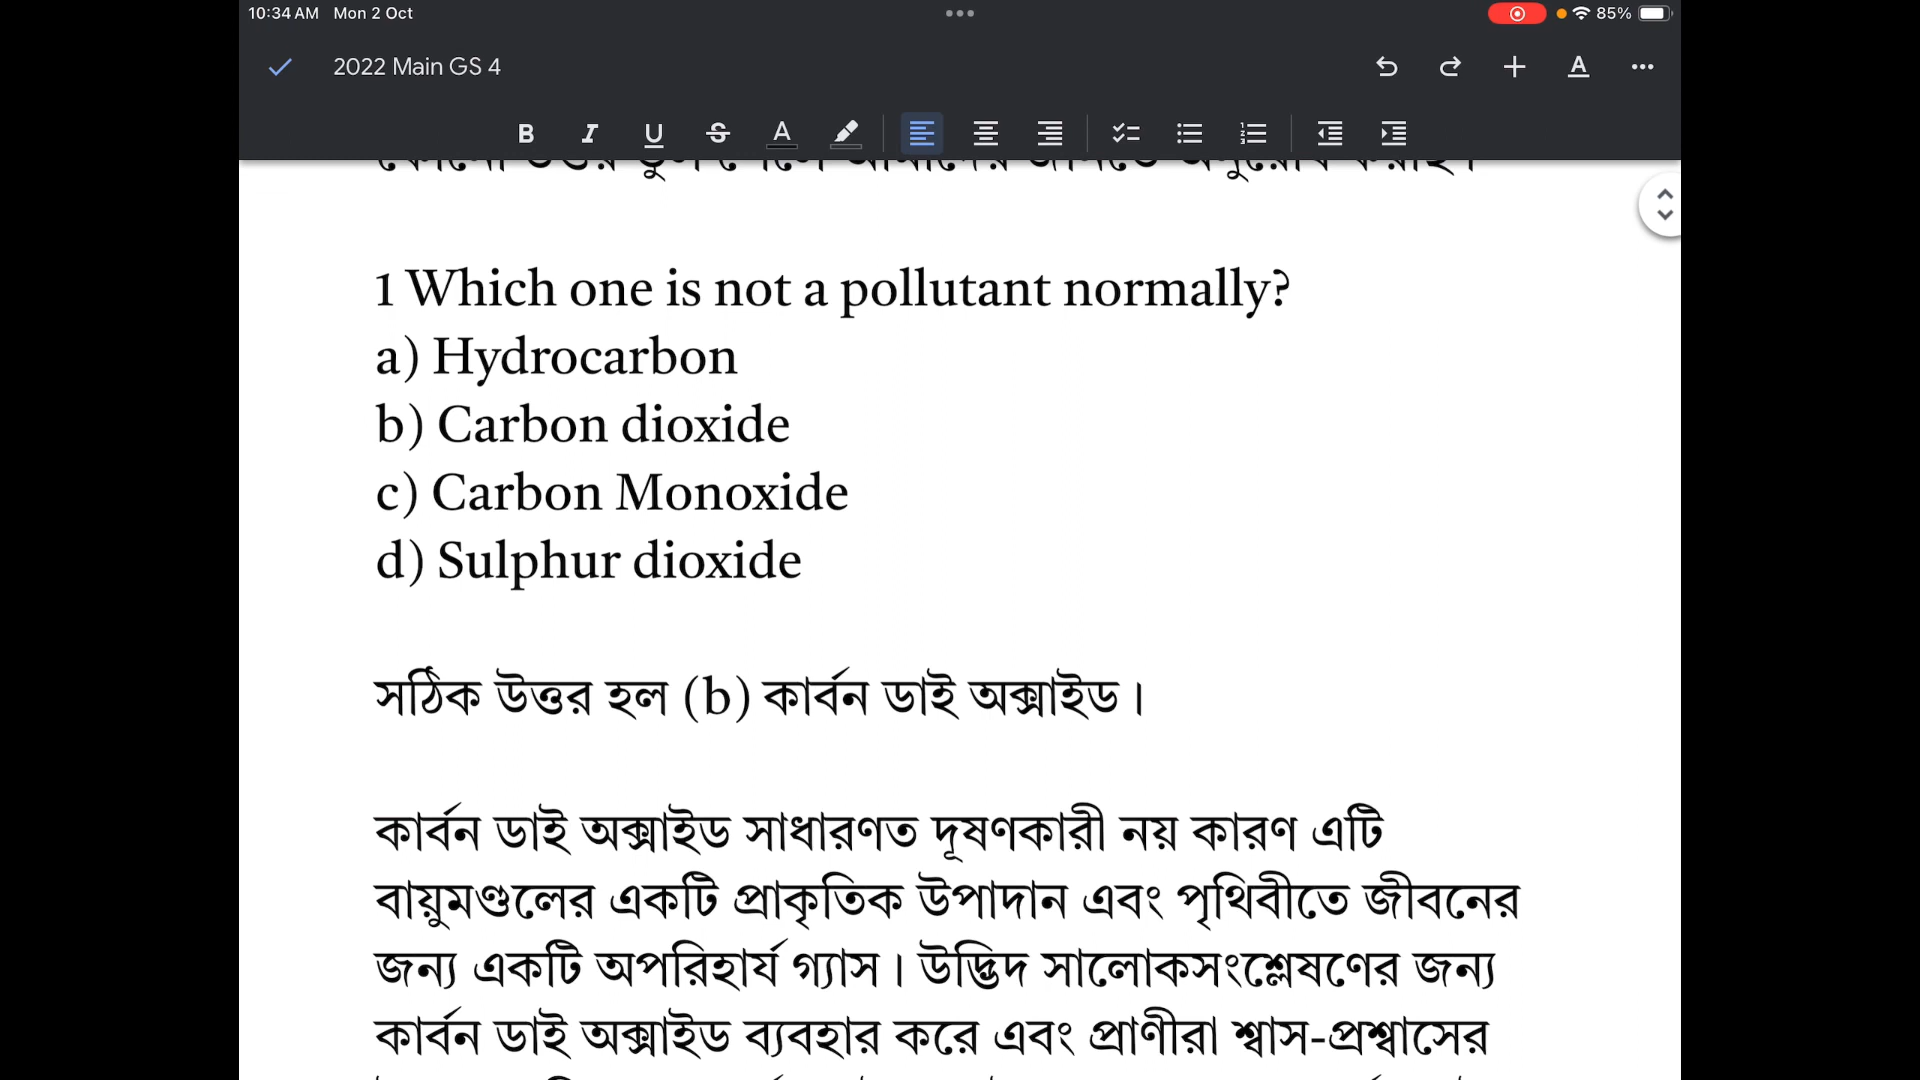 10:34 AM Mon 2 Oct
85%
2022 Main GS 4
1 Which one is not a pollutant normally?
a) Hydrocarbon
b) Carbon dioxide
c) Carbon Monoxide
d) Sulphur dioxide
সঠিক উত্তর হল (b) কার্বন ডাই অক্সাইড।
কার্বন ডাই অক্সাইড সাধারণত দূষণকারী নয় কারণ এটি
বায়ুমণ্ডলের একটি প্রাকৃতিক উপাদান এবং পৃথিবীতে জীবনের
জন্য একটি অপরিহার্য গ্যাস। উদ্ভিদ সালোকসংশ্লেষণের জন্য
কার্বন ডাই অক্সাইড ব্যবহার করে এবং প্রাণীরা শ্বাস-প্রশ্বাসের